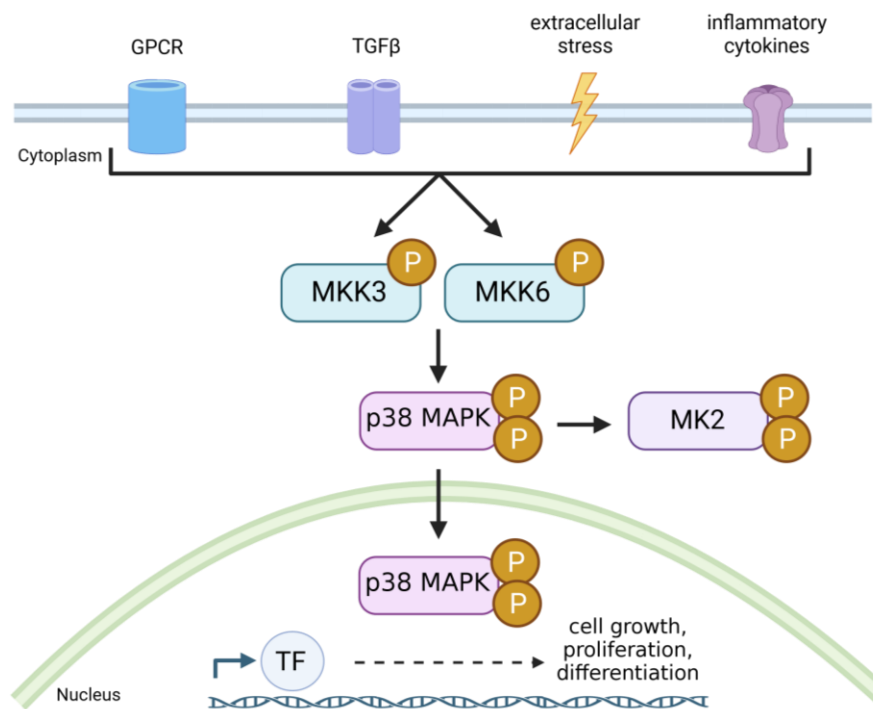 GPCR
TGFβ
extracellular
stress
inflammatory
cytokines
Cytoplasm
MKK3
P
MKK6
P
p38 MAPK
P
P
MK2
P
P
p38 MAPK
P
P
TF
cell growth,
proliferation,
differentiation
Nucleus